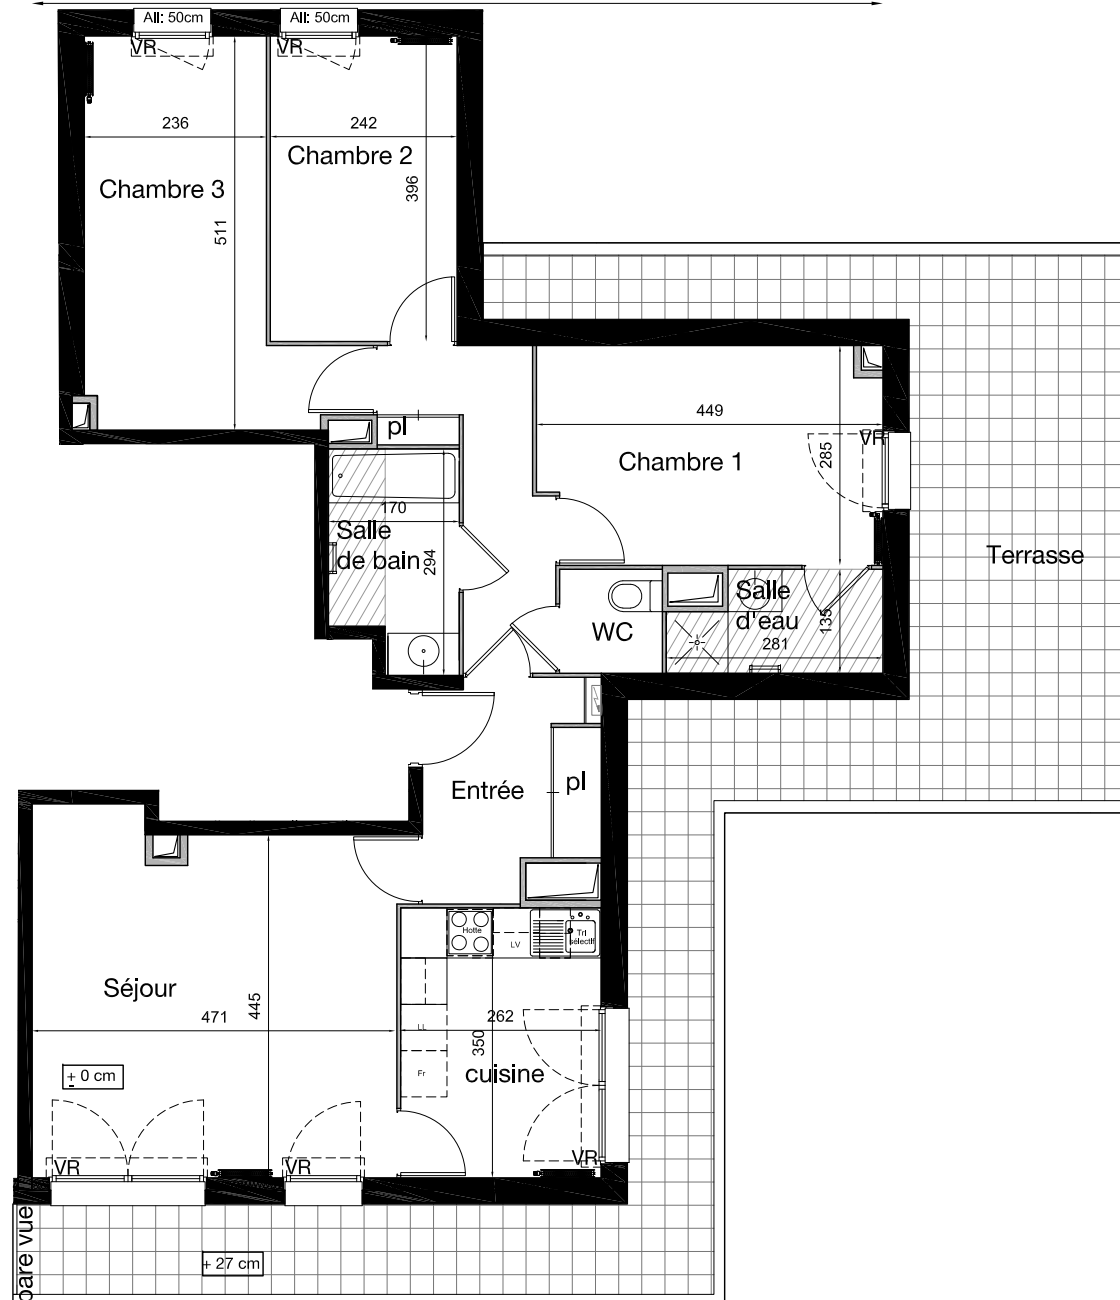 All: 50cm
All: 50cm
VR
VR
236
242
Chambre 2
Chambre 3
396
511
449
pl
Chambre 1
VR
285
170
Salle
de bain
294
Terrasse
Salle
d'eau
135
WC
281
Entrée
pl
Hotte
LV
Tri
sélectif
Séjour
445
471
262
LL
350
Fr
cuisine
+ 0 cm
VR
VR
VR
pare vue
+ 27 cm